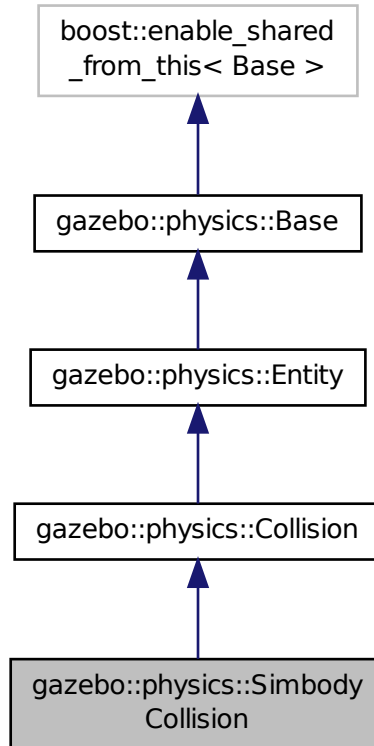 boost::enable_shared
_from_this< Base >
gazebo::physics::Base
gazebo::physics::Entity
gazebo::physics::Collision
gazebo::physics::Simbody
Collision